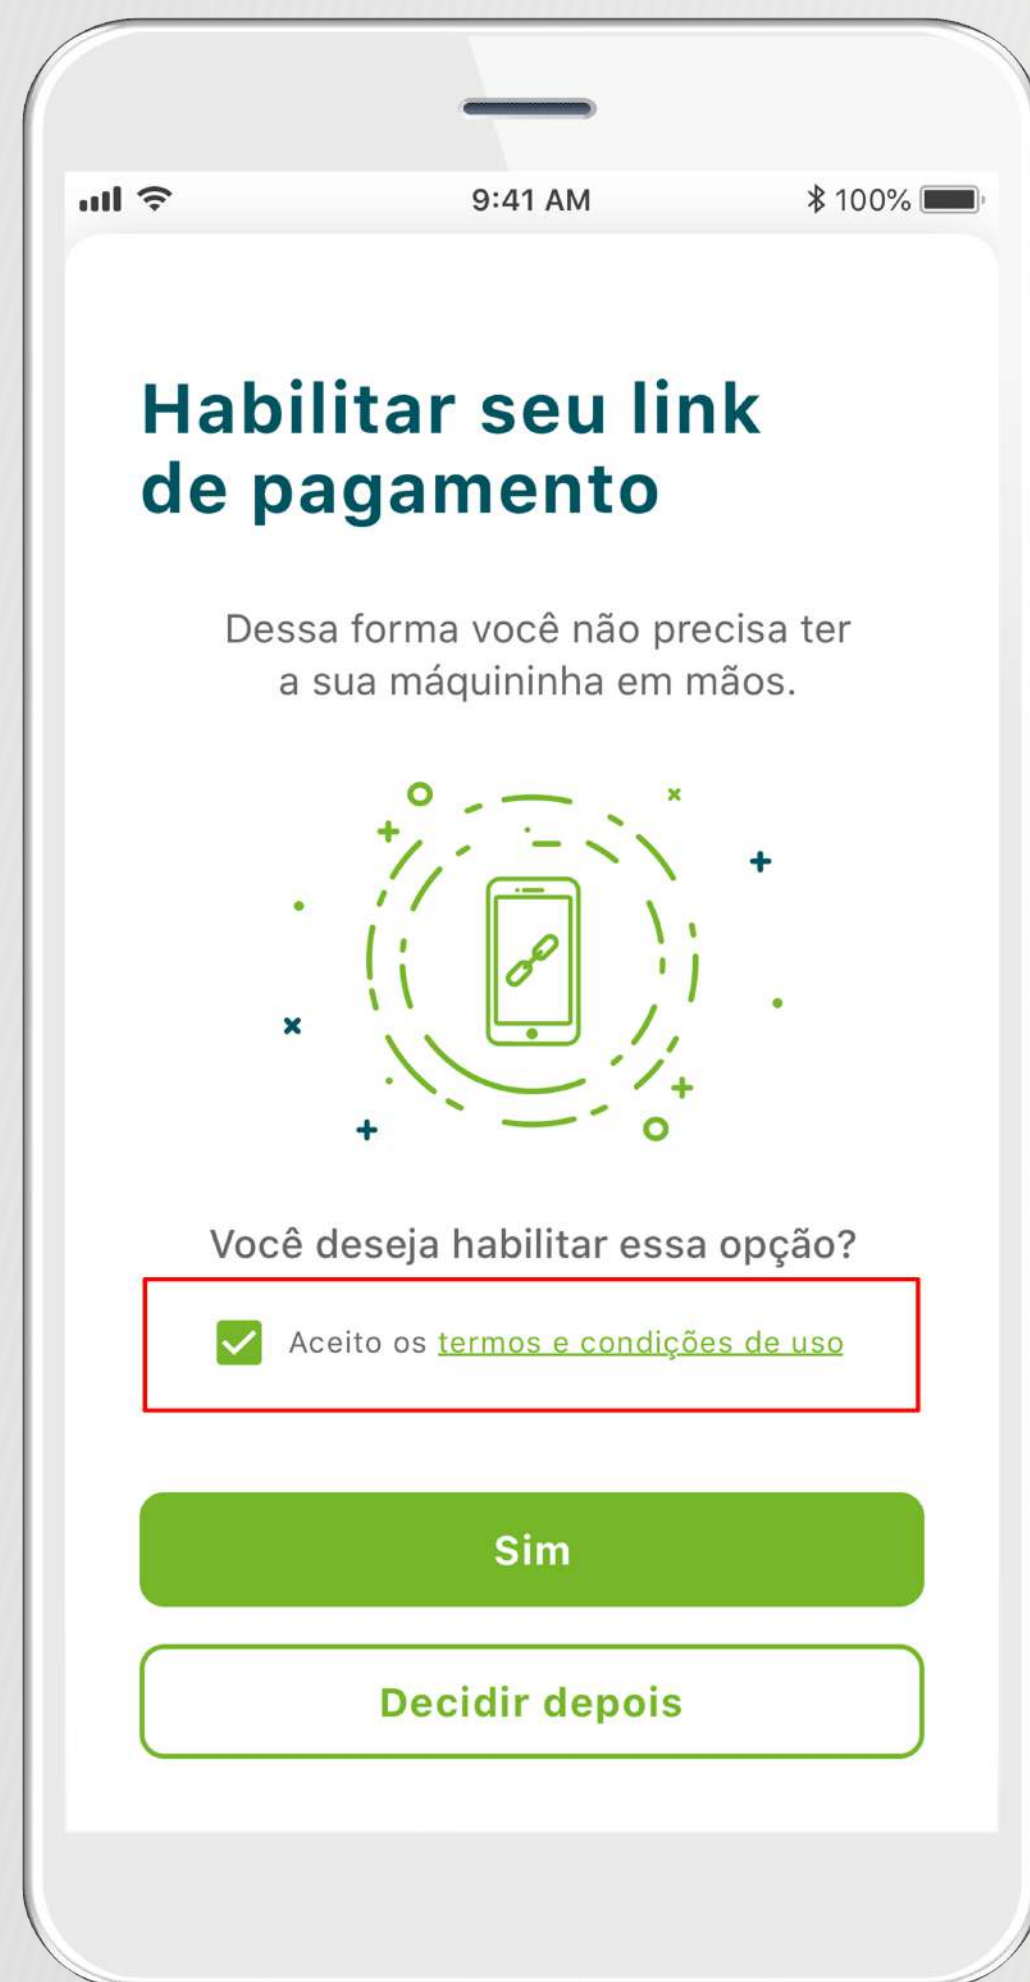 9:41 AM
100%
Habilitar seu link
de pagamento
Dessa forma você não precisa ter
a sua máquininha em mãos.
Você deseja habilitar essa opção?
Aceito os termos e condições de uso
Sim
Decidir depois